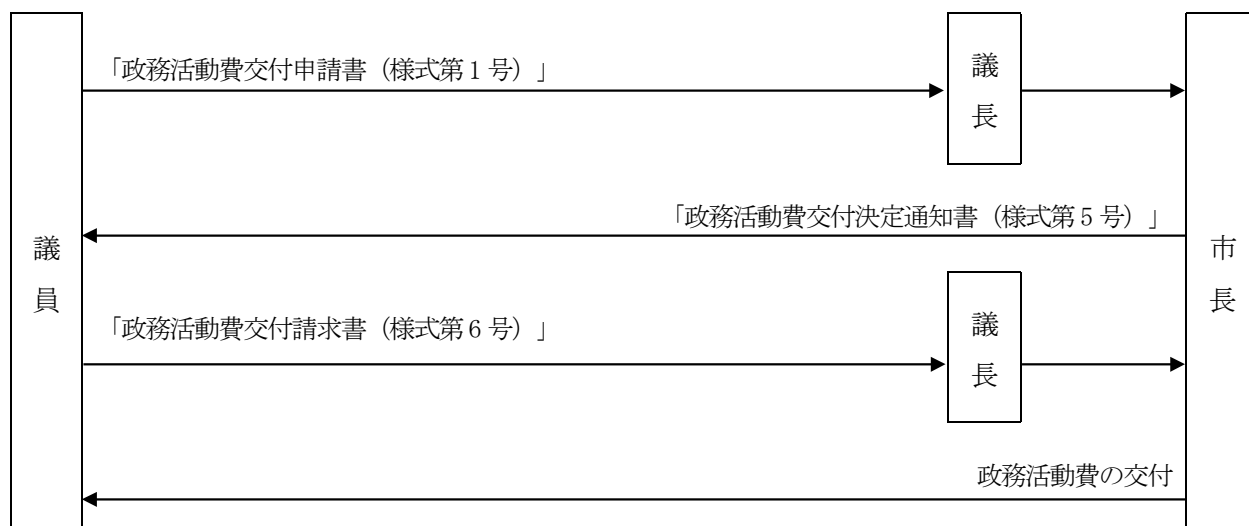 「政務活動費交付申請書（様式第１号）」
議長
「政務活動費交付決定通知書（様式第５号）」
議員
市長
「政務活動費交付請求書（様式第６号）」
議長
政務活動費の交付